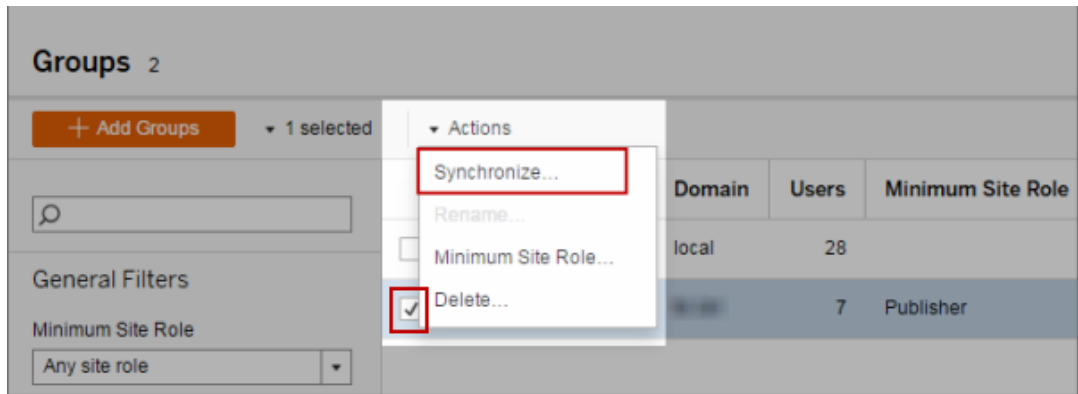 Groups 2
+ Add Groups
1 selected
Actions
Synchronize...
Rename...
Minimum Site Role...
Delete...
Domain Users Minimum Site Role
local 28
7 Publisher
General Filters
Minimum Site Role
Any site role